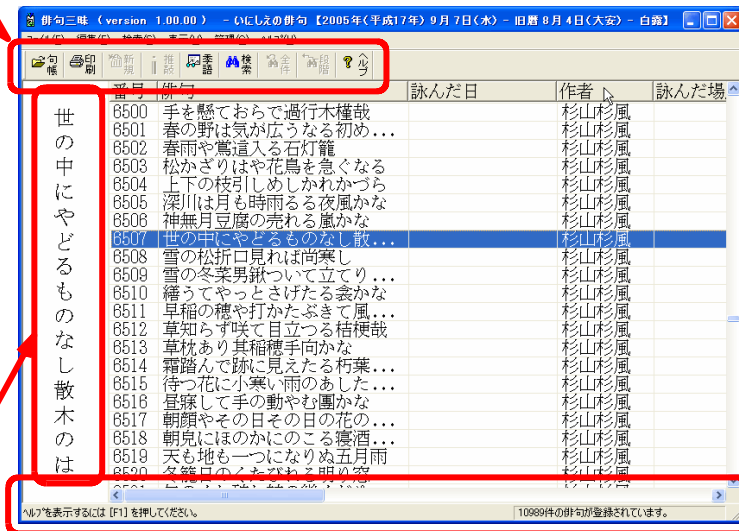 俳句三昧 （version 1.00.00） －いにしえの俳句 【2005年(平成17年) 9月7日(水) - 旧暦 8月4日(大安) - 白露】
句帳 印刷 新規 推敲 季語 検索 全件 段階 ヘルプ
番号 俳句 詠んだ日 作者 詠んだ場
6500 手を懸ておらで過行木槿哉 杉山杉風
6501 春の野は気が広うなる初め... 杉山杉風
6502 春雨や鶯這入る石灯籠 杉山杉風
6503 松かざりはや花鳥を急ぐなる 杉山杉風
6504 上下の枝引しめしかれかづら 杉山杉風
6505 深川は月も時雨るる夜風かな 杉山杉風
6506 神無月豆腐の売れる嵐かな 杉山杉風
6507 世の中にやどるものなし散... 杉山杉風
6508 雪の松折口見れば尚寒し 杉山杉風
6509 雪の冬菜男鍬ついて立てり... 杉山杉風
6510 繕うてやっとさげたる衾かな 杉山杉風
6511 早稲の穂や打かたぶきて風... 杉山杉風
6512 草知らず咲て目立つる桔梗哉 杉山杉風
6513 草枕あり其稲穂手向かな 杉山杉風
6514 霜踏んで跡に見えたる朽葉... 杉山杉風
6515 待つ花に小寒い雨のあした... 杉山杉風
6516 昼寐して手の動やむ團かな 杉山杉風
6517 朝顔やその日その日の花の... 杉山杉風
6518 朝皃にほのかにのこる寝酒... 杉山杉風
6519 天も地も一つになりぬ五月雨 杉山杉風
世の中にやどるものなし散木のは
ヘルプを表示するには [F1] を押してください。 10989件の俳句が登録されています。